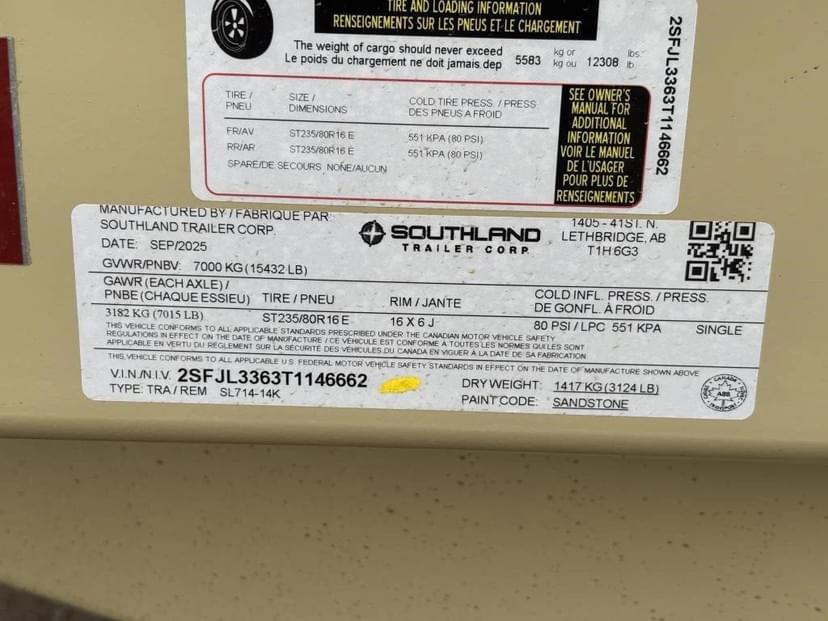 TIRE AND LOADING INFORMATION
RENSEIGNEMENTS SUR LES PNEUS ET LE CHARGEMENT
The weight of cargo should never exceed kg or lbs.
Le poids du chargement ne doit jamais dep 5583 kg ou 12308 lb
TIRE / SIZE / COLD TIRE PRESS. / PRESS
PNEU DIMENSIONS DES PNEUS A FROID
FR/AV ST235/80R16 E 551 KPA (80 PSI)
RR/AR ST235/80R16 E 551 KPA (80 PSI)
SPARE/DE SECOURS NONE/AUCUN
SEE OWNER'S
MANUAL FOR
ADDITIONAL
INFORMATION
VOIR LE MANUEL
DE L'USAGER
POUR PLUS DE
RENSEIGNEMENTS
2SFJL3363T1146662
MANUFACTURED BY / FABRIQUE PAR:
SOUTHLAND TRAILER CORP.
DATE: SEP/2025
SOUTHLAND
TRAILER CORP
1405 - 41ST. N.
LETHBRIDGE, AB
T1H 6G3
GVWR/PNBV: 7000 KG (15432 LB)
GAWR (EACH AXLE) /
PNBE (CHAQUE ESSIEU) TIRE / PNEU RIM / JANTE COLD INFL. PRESS. / PRESS.
DE GONFL. À FROID
3182 KG (7015 LB) ST235/80R16 E 16 X 6 J 80 PSI / LPC 551 KPA SINGLE
THIS VEHICLE CONFORMS TO ALL APPLICABLE STANDARDS PRESCRIBED UNDER THE CANADIAN MOTOR VEHICLE SAFETY
REGULATIONS IN EFFECT ON THE DATE OF MANUFACTURE / CE VÉHICULE EST CONFORME À TOUTES LES NORMES QUI LES SONT
APPLICABLE EN VERTU DU RÈGLEMENT SUR LA SÉCURITÉ DES VÉHICULES DU CANADA EN VIGUER À LA DATE DE SA FABRICATION
THIS VEHICLE CONFORMS TO ALL APPLICABLE U.S. FEDERAL MOTOR VEHICLE SAFETY STANDARDS IN EFFECT ON THE DATE OF MANUFACTURE SHOWN ABOVE
V.I.N./N.I.V. 2SFJL3363T1146662 DRY WEIGHT: 1417 KG (3124 LB)
TYPE: TRA / REM SL714-14K PAINT CODE: SANDSTONE